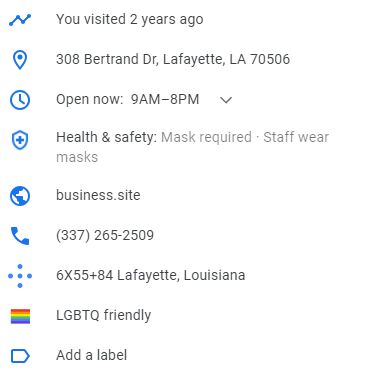 You visited 2 years ago
308 Bertrand Dr, Lafayette, LA 70506
Open now: 9AM–8PM
Health & safety: Mask required · Staff wear
masks
business.site
(337) 265-2509
6X55+84 Lafayette, Louisiana
LGBTQ friendly
Add a label